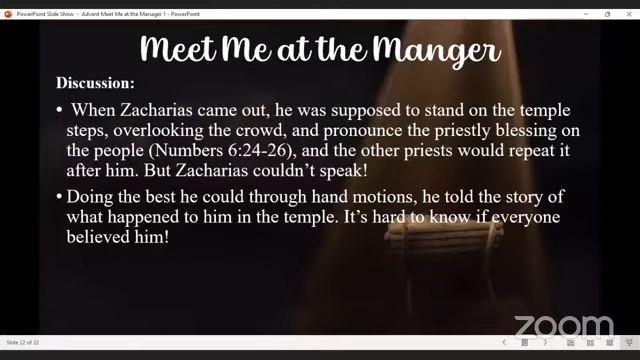 PowerPoint Slide Show - Advent Meet Me at the Manager 1 - PowerPoint
Meet Me at the Manger
Discussion:
• When Zacharias came out, he was supposed to stand on the temple
steps, overlooking the crowd, and pronounce the priestly blessing on
the people (Numbers 6:24-26), and the other priests would repeat it
after him. But Zacharias couldn't speak!
• Doing the best he could through hand motions, he told the story of
what happened to him in the temple. It's hard to know if everyone
believed him!
Slide 22 of 22
zoom